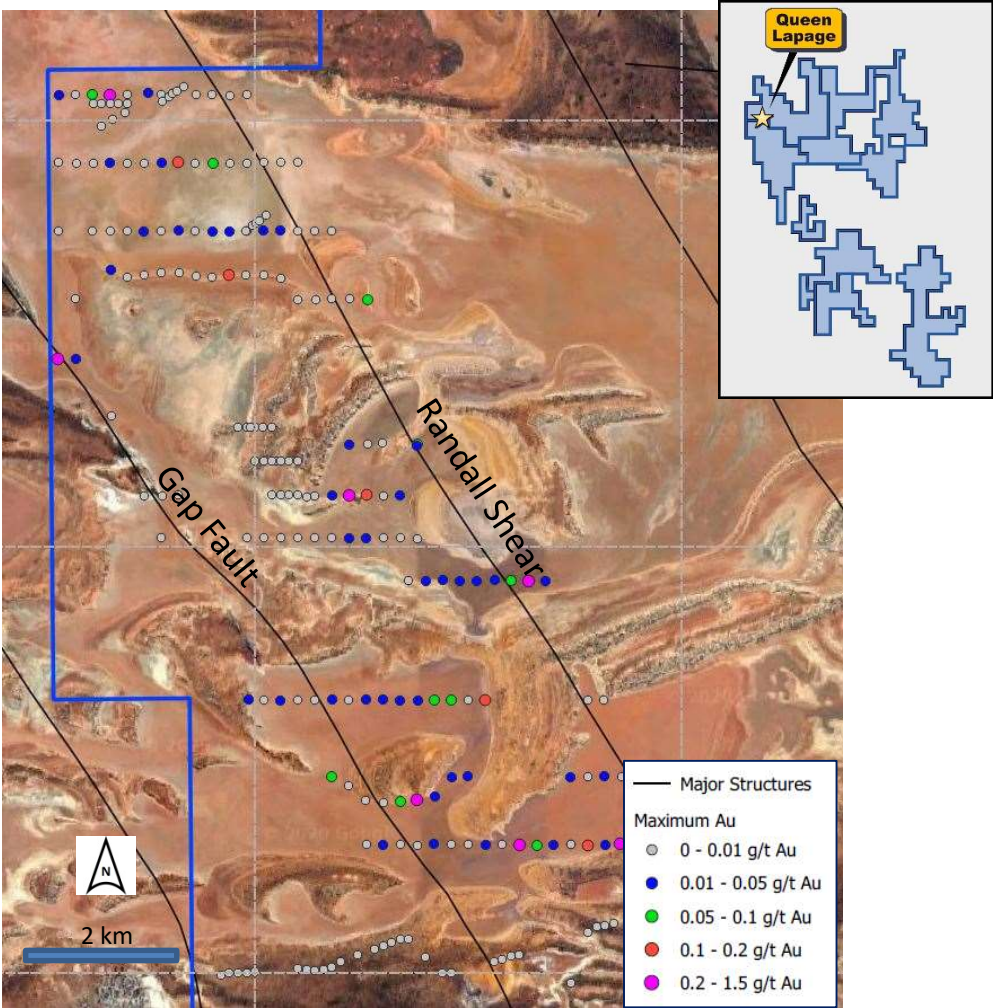 Queen
Lapage
Randall Shear
Gap Fault
N
2 km
Major Structures
Maximum Au
0 - 0.01 g/t Au
0.01 - 0.05 g/t Au
0.05 - 0.1 g/t Au
0.1 - 0.2 g/t Au
0.2 - 1.5 g/t Au